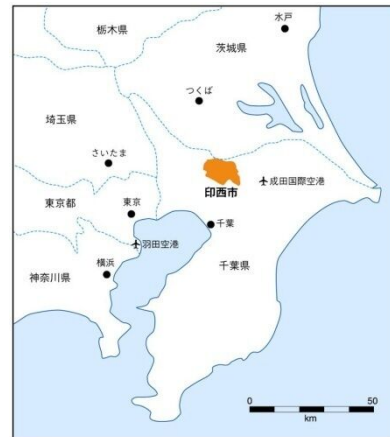 水戸
栃木県
茨城県
つくば
埼玉県
さいたま
成田国際空港
印西市
東京都
東京
千葉
羽田空港
横浜
千葉県
神奈川県
0 50
km